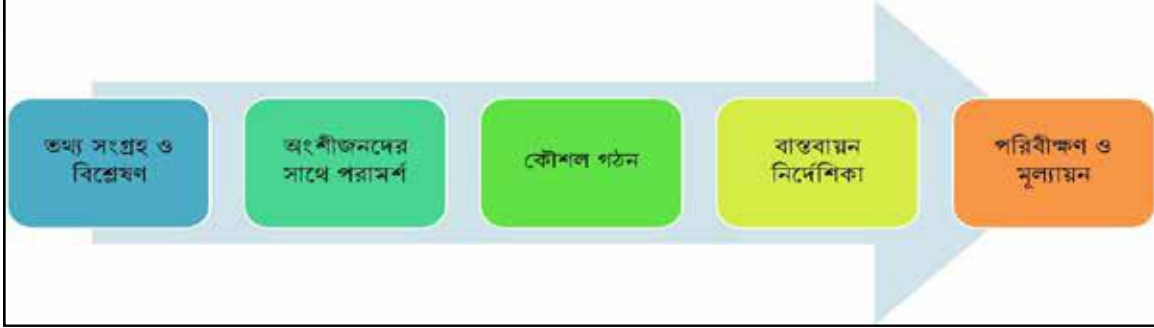 তথ্য সংগ্রহ ও
বিশ্লেষণ
অংশীজনদের
সাথে পরামর্শ
কৌশল গঠন
বাস্তবায়ন
নির্দেশিকা
পরিবীক্ষণ ও
মূল্যায়ন